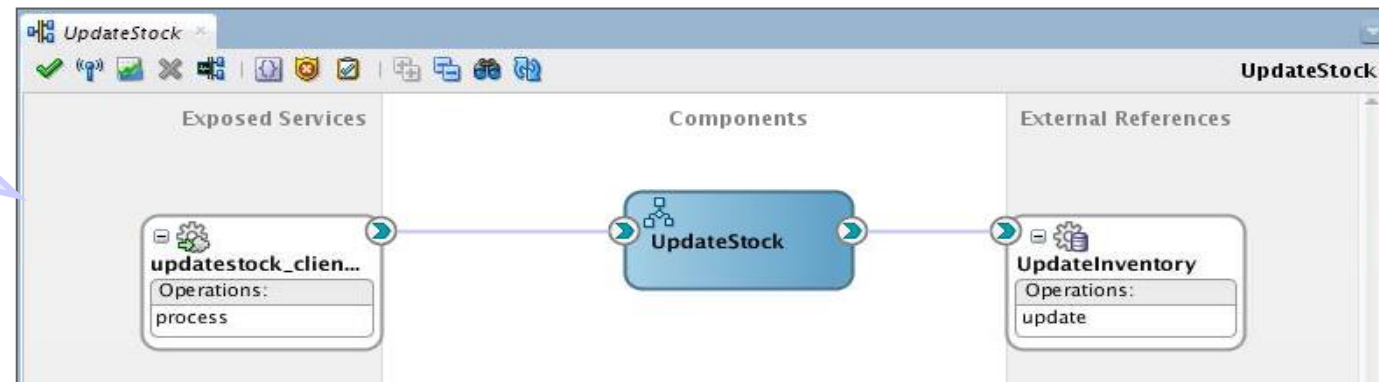 UpdateStock
UpdateStock
Exposed Services
Components
External References
updatestock_clien...
Operations:
process
UpdateStock
UpdateInventory
Operations:
update